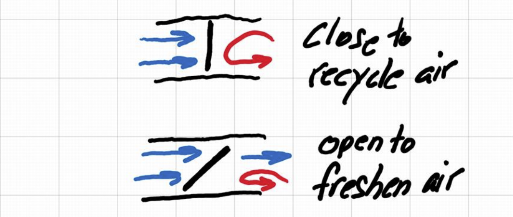 Close to
recycle air
open to
freshen air